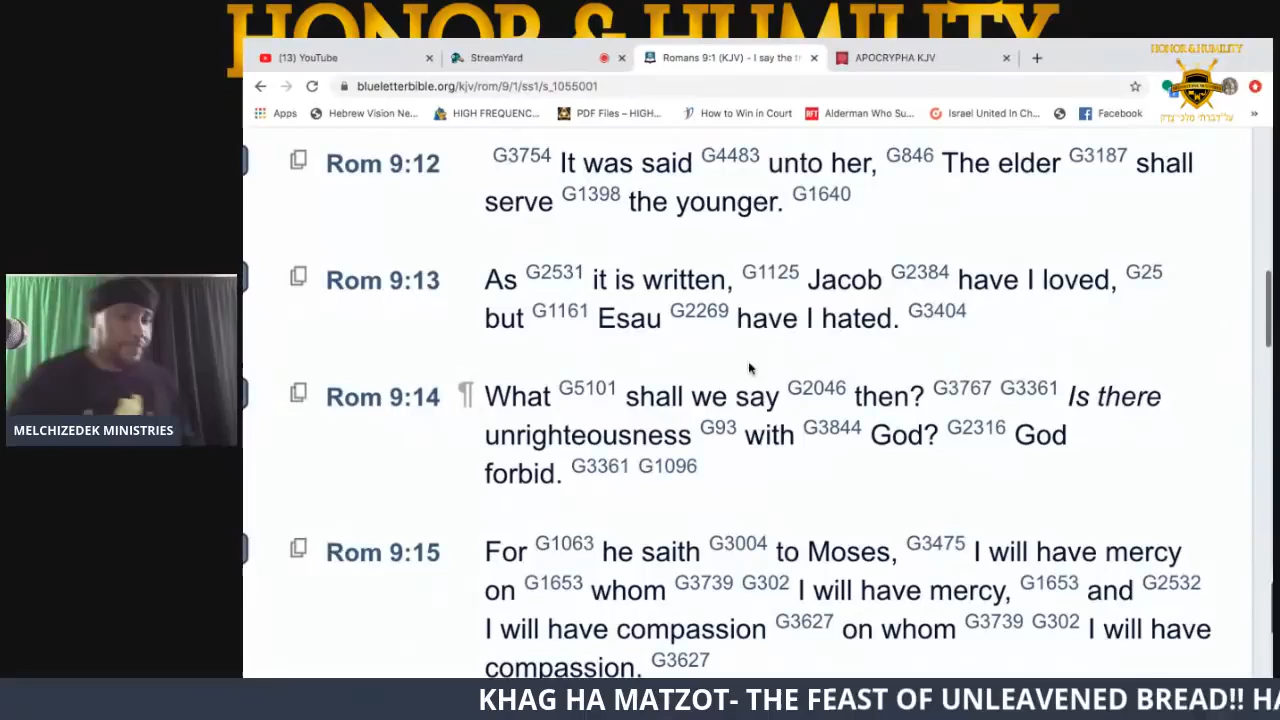 HONOR & HUMILITY
(13) YouTube
StreamYard
Romans 9:1 (KJV) - I say the tr
APOCRYPHA KJV
HONOR & HUMILITY
blueletterbible.org/kjv/rom/9/1/ss1/s_1055001
Apps
Hebrew Vision Ne...
HIGH FREQUENC...
PDF Files – HIGH...
How to Win in Court
RFT
Alderman Who Su...
Israel United In Ch...
Facebook
»
Rom 9:12 G3754 It was said G4483 unto her, G846 The elder G3187 shall
serve G1398 the younger. G1640
Rom 9:13 As G2531 it is written, G1125 Jacob G2384 have I loved, G25
but G1161 Esau G2269 have I hated. G3404
Rom 9:14 ¶ What G5101 shall we say G2046 then? G3767 G3361 Is there
unrighteousness G93 with G3844 God? G2316 God
forbid. G3361 G1096
Rom 9:15 For G1063 he saith G3004 to Moses, G3475 I will have mercy
on G1653 whom G3739 G302 I will have mercy, G1653 and G2532
I will have compassion G3627 on whom G3739 G302 I will have
compassion. G3627
MELCHIZEDEK MINISTRIES
KHAG HA MATZOT- THE FEAST OF UNLEAVENED BREAD!! HA